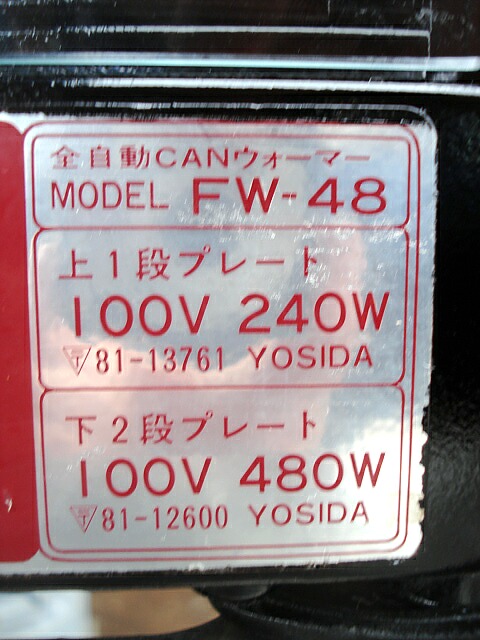 全自動CANウォーマー
MODEL FW-48
上1段プレート
100V 240W
〒81-13761 YOSIDA
下2段プレート
100V 480W
〒81-12600 YOSIDA